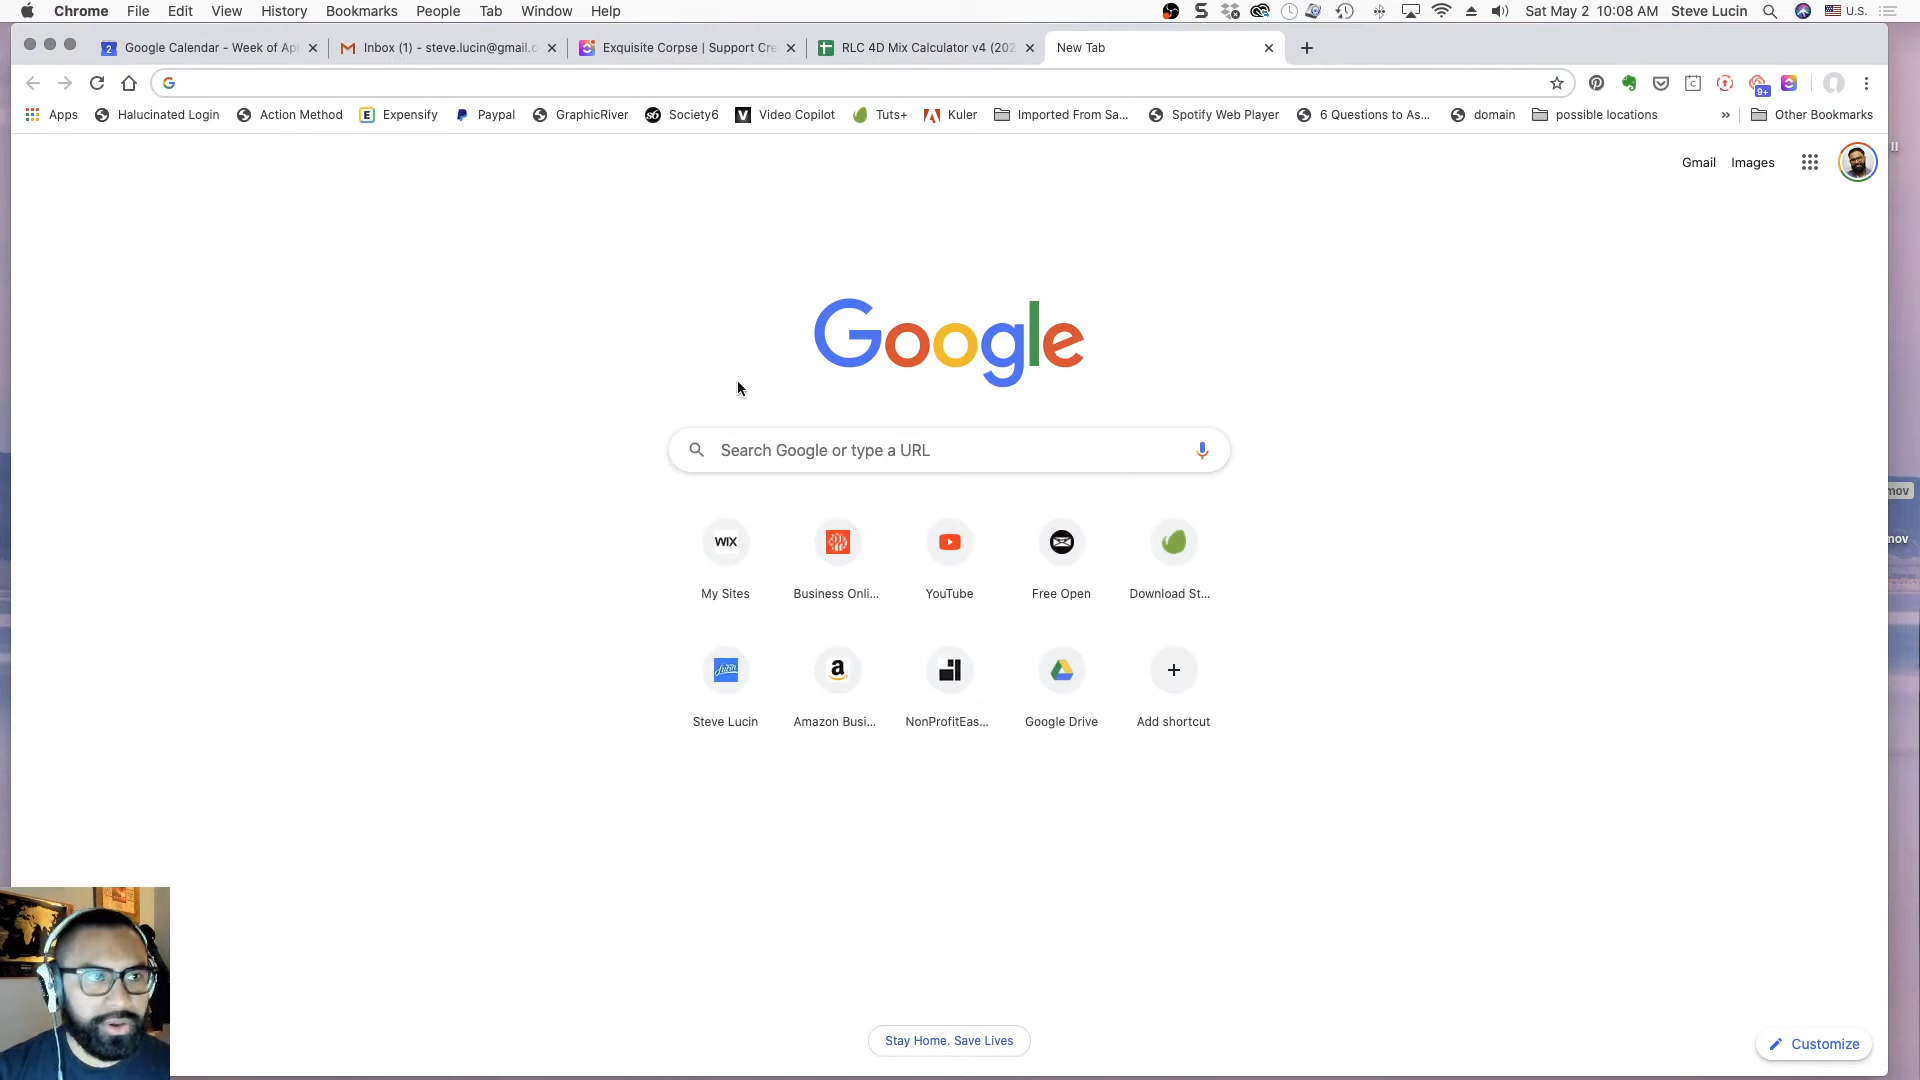 Chrome File Edit View History Bookmarks People Tab Window Help
Sat May 2 10:08 AM Steve Lucin U.S.
Google Calendar - Week of Ap
Inbox (1) - steve.lucin@gmail.c
Exquisite Corpse | Support Cre
RLC 4D Mix Calculator v4 (202
New Tab
9+
Apps Halucinated Login Action Method Expensify Paypal GraphicRiver Society6 Video Copilot Tuts+ Kuler Imported From Sa... Spotify Web Player 6 Questions to As... domain possible locations » Other Bookmarks
Gmail Images
Google
Search Google or type a URL
WIX
My Sites Business Onli... YouTube Free Open Download St...
Steve Lucin Amazon Busi... NonProfitEas... Google Drive Add shortcut
mov
mov
Stay Home. Save Lives
Customize